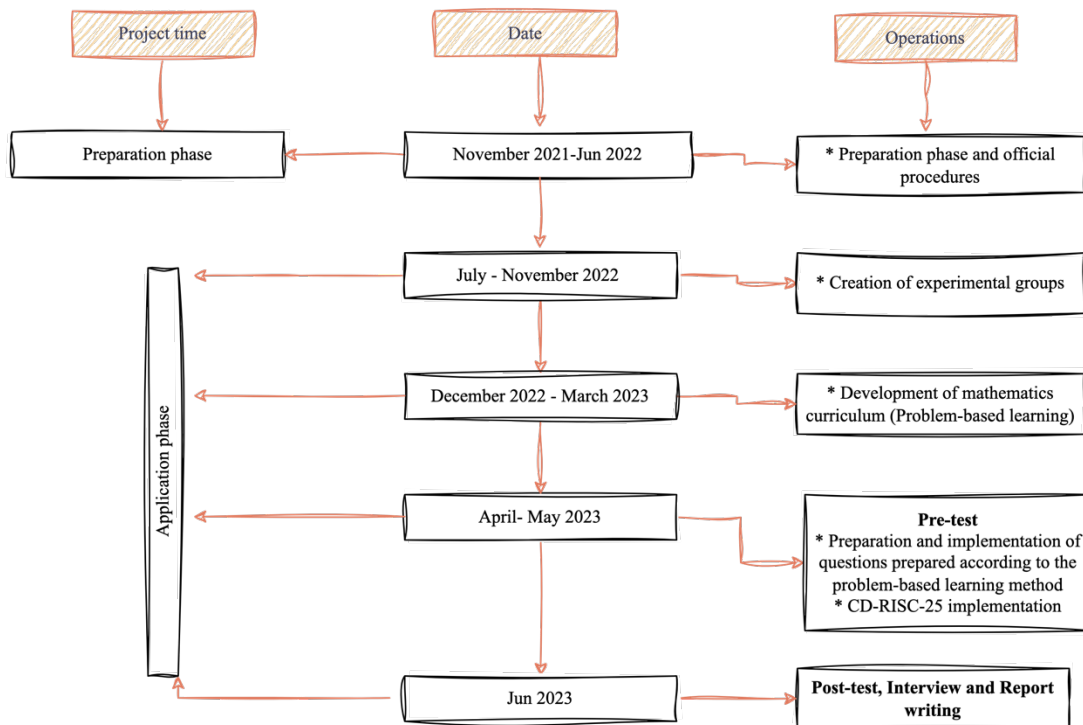 Project time
Date
Operations
Preparation phase
November 2021-Jun 2022
* Preparation phase and official
procedures
Application phase
July - November 2022
* Creation of experimental groups
December 2022 - March 2023
* Development of mathematics
curriculum (Problem-based learning)
April- May 2023
Pre-test
* Preparation and implementation of
questions prepared according to the
problem-based learning method
* CD-RISC-25 implementation
Jun 2023
Post-test, Interview and Report
writing